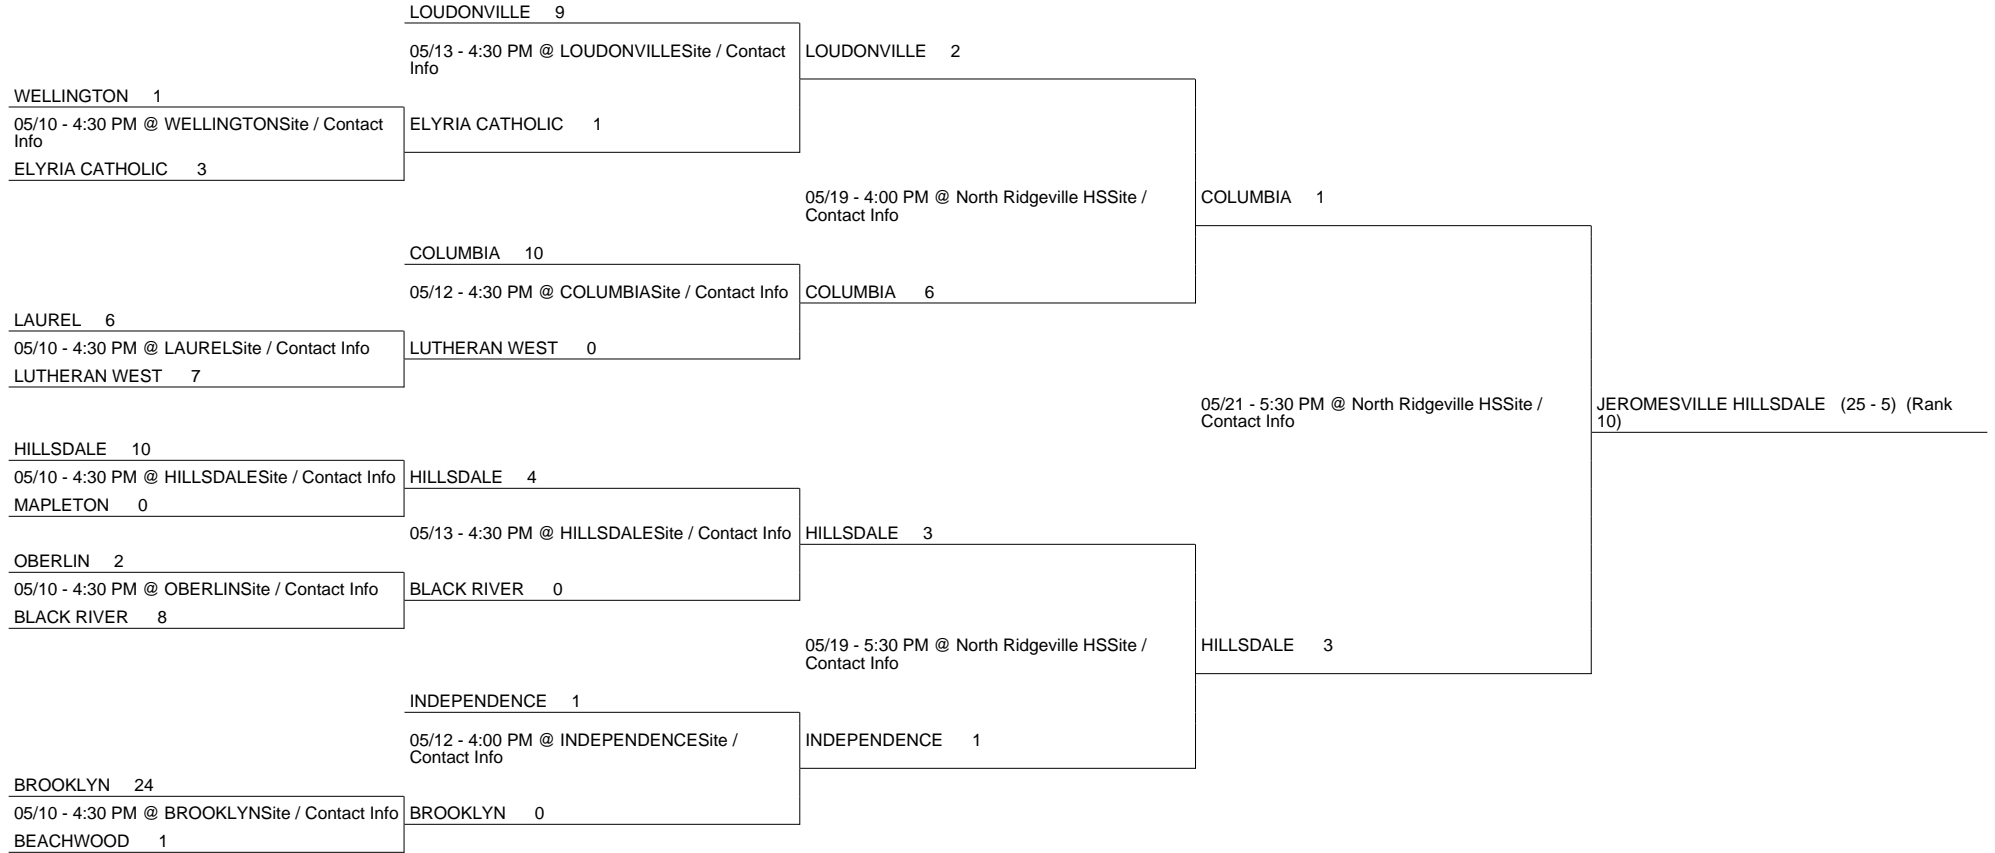 LOUDONVILLE 9
05/13 - 4:30 PM @ LOUDONVILLESite / Contact
Info
WELLINGTON 1
05/10 - 4:30 PM @ WELLINGTONSite / Contact
Info
ELYRIA CATHOLIC 3
ELYRIA CATHOLIC 1
LOUDONVILLE 2
05/19 - 4:00 PM @ North Ridgeville HSSite /
Contact Info
COLUMBIA 10
05/12 - 4:30 PM @ COLUMBIASite / Contact Info
LAUREL 6
05/10 - 4:30 PM @ LAURELSite / Contact Info
LUTHERAN WEST 7
LUTHERAN WEST 0
COLUMBIA 6
COLUMBIA 1
05/21 - 5:30 PM @ North Ridgeville HSSite /
Contact Info
JEROMESVILLE HILLSDALE (25 - 5) (Rank
10)
HILLSDALE 10
05/10 - 4:30 PM @ HILLSDALESite / Contact Info
MAPLETON 0
HILLSDALE 4
05/13 - 4:30 PM @ HILLSDALESite / Contact Info
OBERLIN 2
05/10 - 4:30 PM @ OBERLINSite / Contact Info
BLACK RIVER 8
BLACK RIVER 0
HILLSDALE 3
05/19 - 5:30 PM @ North Ridgeville HSSite /
Contact Info
HILLSDALE 3
INDEPENDENCE 1
05/12 - 4:00 PM @ INDEPENDENCESite /
Contact Info
INDEPENDENCE 1
BROOKLYN 24
05/10 - 4:30 PM @ BROOKLYNSite / Contact Info
BEACHWOOD 1
BROOKLYN 0